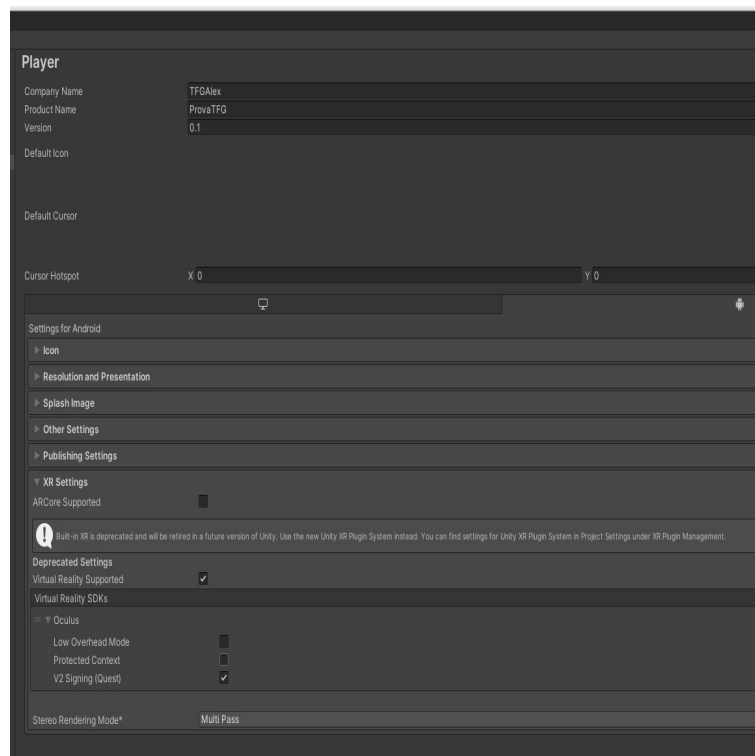 Player
Company Name TFGAlex
Product Name ProvaTFG
Version 0.1
Default Icon
Default Cursor
Cursor Hotspot X 0 Y 0
Settings for Android
Icon
Resolution and Presentation
Splash Image
Other Settings
Publishing Settings
XR Settings
ARCore Supported
Built-in XR is deprecated and will be retired in a future version of Unity. Use the new Unity XR Plugin System instead. You can find settings for Unity XR Plugin System in Project Settings under XR Plugin Management.
Deprecated Settings
Virtual Reality Supported
Virtual Reality SDKs
Oculus
Low Overhead Mode
Protected Context
V2 Signing (Quest)
Stereo Rendering Mode* Multi Pass